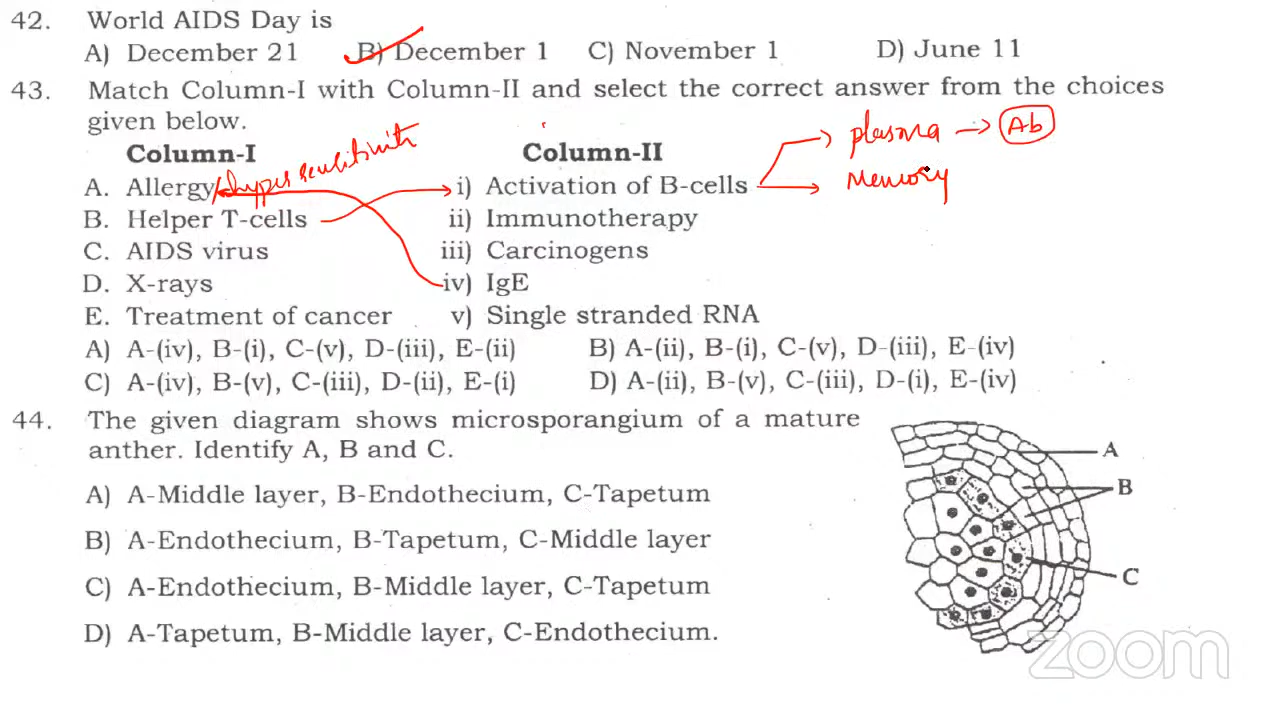 42. World AIDS Day is
A) December 21 B) December 1 C) November 1 D) June 11
43. Match Column-I with Column-II and select the correct answer from the choices
given below.
Column-I Column-II
plasma → Ab
Memory
A. Allergy/hypersensitivity i) Activation of B-cells
B. Helper T-cells ii) Immunotherapy
C. AIDS virus iii) Carcinogens
D. X-rays iv) IgE
E. Treatment of cancer v) Single stranded RNA
A) A-(iv), B-(i), C-(v), D-(iii), E-(ii) B) A-(ii), B-(i), C-(v), D-(iii), E-(iv)
C) A-(iv), B-(v), C-(iii), D-(ii), E-(i) D) A-(ii), B-(v), C-(iii), D-(i), E-(iv)
44. The given diagram shows microsporangium of a mature
anther. Identify A, B and C.
A) A-Middle layer, B-Endothecium, C-Tapetum
B) A-Endothecium, B-Tapetum, C-Middle layer
C) A-Endothecium, B-Middle layer, C-Tapetum
D) A-Tapetum, B-Middle layer, C-Endothecium.
A
B
C
zoom